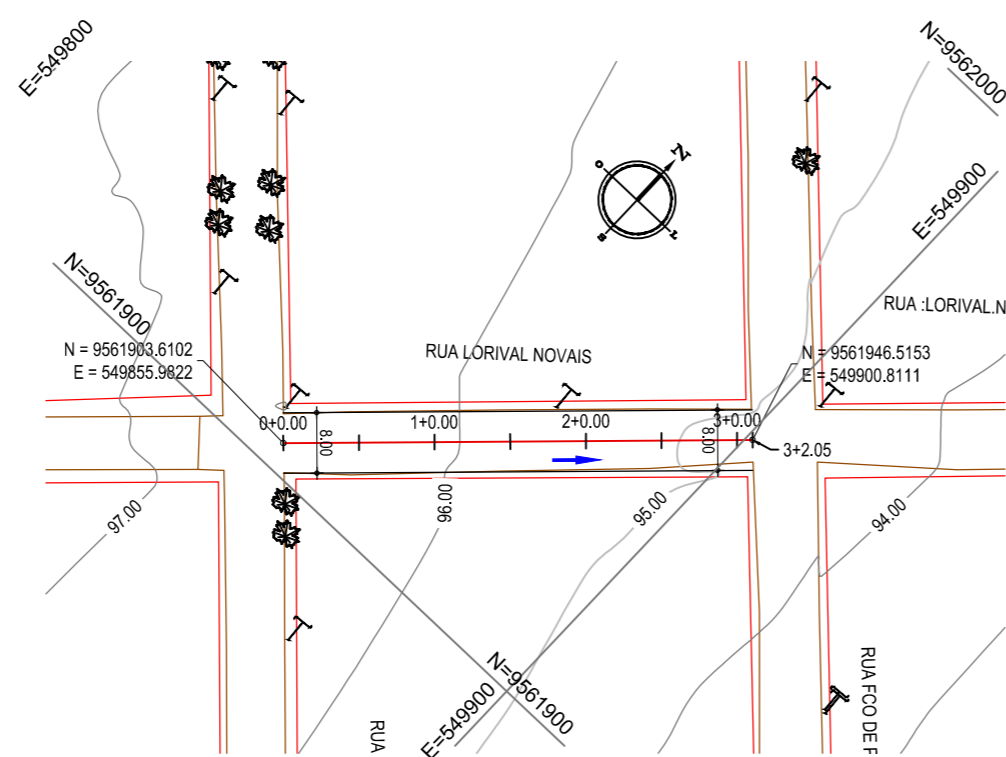 E=549800
N=9562000
N
E=549900
N=9561900
RUA :LORIVAL.N
N = 9561903.6102
E = 549855.9822
RUA LORIVAL NOVAIS
N = 9561946.5153
E = 549900.8111
0+0.00
1+0.00
2+0.00
3+0.00
8.00
8.00
3+2.05
97.00
96.00
95.00
94.00
N=9561900
E=549900
RUA
RUA FCO DE F